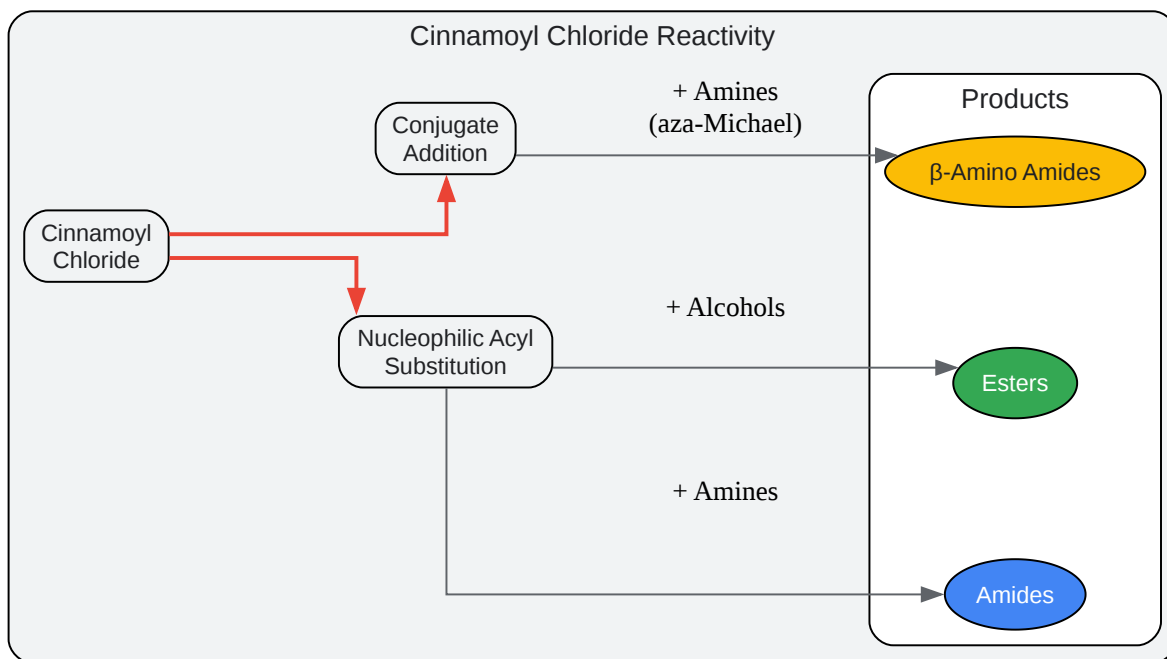 Cinnamoyl Chloride Reactivity
+ Amines
(aza-Michael)
Products
Conjugate
Addition
β-Amino Amides
Cinnamoyl
Chloride
+ Alcohols
Nucleophilic Acyl
Substitution
Esters
+ Amines
Amides